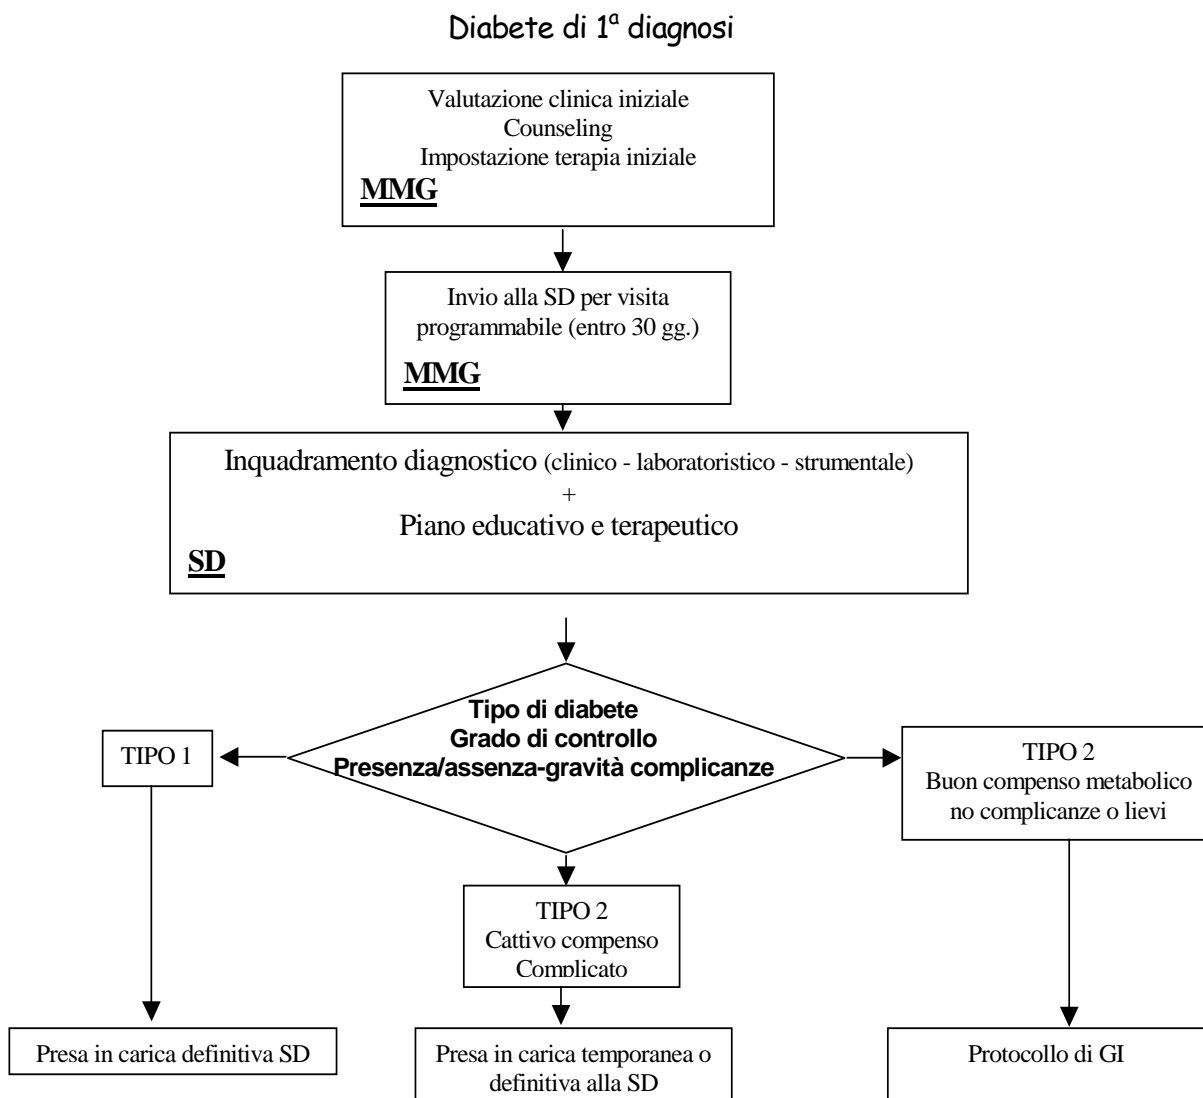 Diabete di 1ª diagnosi
Valutazione clinica iniziale
Counseling
Impostazione terapia iniziale
MMG
Invio alla SD per visita
programmabile (entro 30 gg.)
MMG
Inquadramento diagnostico (clinico - laboratoristico - strumentale)
+
Piano educativo e terapeutico
SD
Tipo di diabete
Grado di controllo
Presenza/assenza-gravità complicanze
TIPO 1
TIPO 2
Buon compenso metabolico
no complicanze o lievi
TIPO 2
Cattivo compenso
Complicato
Presa in carica definitiva SD
Presa in carica temporanea o
definitiva alla SD
Protocollo di GI